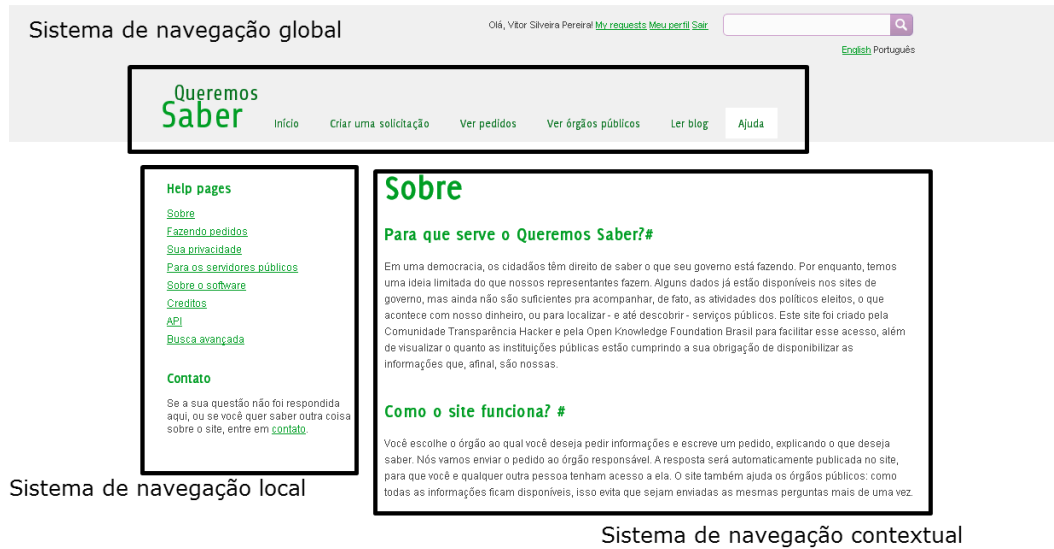 Sistema de navegação global
Olá, Vitor Silveira Pereira! My requests Meu perfil Sair
English Português
Queremos
Saber
Início Criar uma solicitação Ver pedidos Ver órgãos públicos Ler blog Ajuda
Help pages
Sobre
Fazendo pedidos
Sua privacidade
Para os servidores públicos
Sobre o software
Creditos
API
Busca avançada
Contato
Se a sua questão não foi respondida
aqui, ou se você quer saber outra coisa
sobre o site, entre em contato.
Sistema de navegação local
Sobre
Para que serve o Queremos Saber?#
Em uma democracia, os cidadãos têm direito de saber o que seu governo está fazendo. Por enquanto, temos
uma ideia limitada do que nossos representantes fazem. Alguns dados já estão disponíveis nos sites de
governo, mas ainda não são suficientes pra acompanhar, de fato, as atividades dos políticos eleitos, o que
acontece com nosso dinheiro, ou para localizar - e até descobrir - serviços públicos. Este site foi criado pela
Comunidade Transparência Hacker e pela Open Knowledge Foundation Brasil para facilitar esse acesso, além
de visualizar o quanto as instituições públicas estão cumprindo a sua obrigação de disponibilizar as
informações que, afinal, são nossas.
Como o site funciona? #
Você escolhe o órgão ao qual você deseja pedir informações e escreve um pedido, explicando o que deseja
saber. Nós vamos enviar o pedido ao órgão responsável. A resposta será automaticamente publicada no site,
para que você e qualquer outra pessoa tenham acesso a ela. O site também ajuda os órgãos públicos: como
todas as informações ficam disponíveis, isso evita que sejam enviadas as mesmas perguntas mais de uma vez.
Sistema de navegação contextual